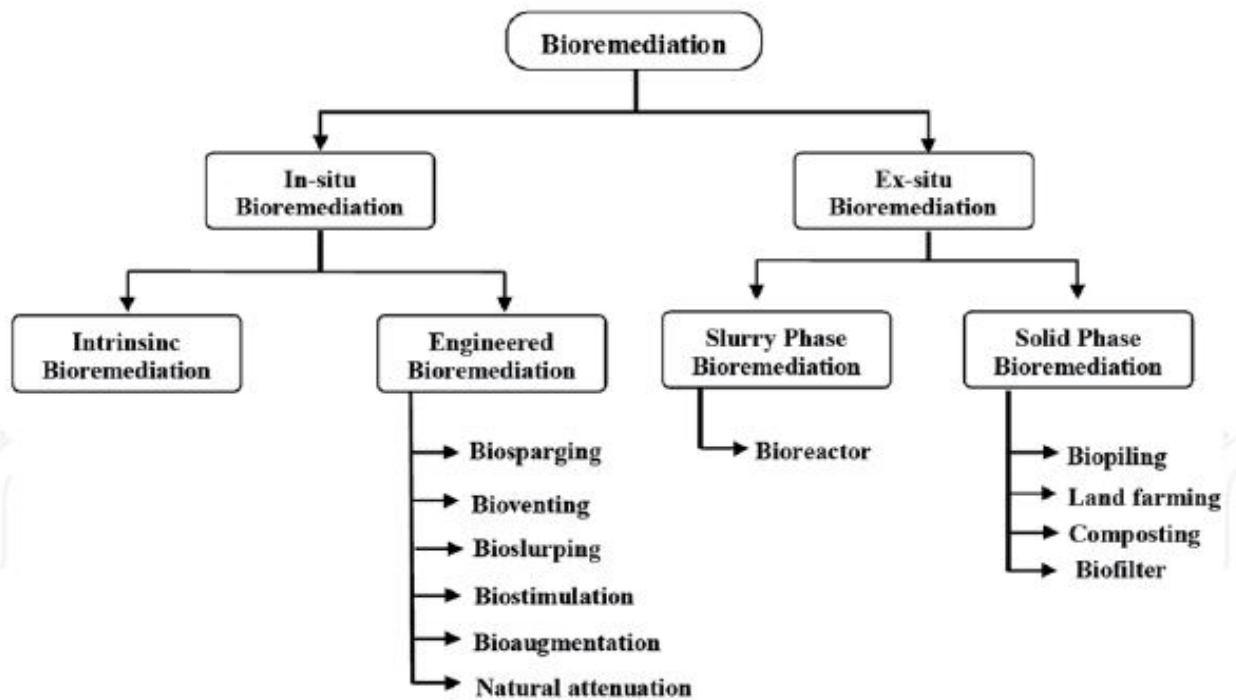 Bioremediation
In-situ
Bioremediation
Ex-situ
Bioremediation
Intrinsinc
Bioremediation
Engineered
Bioremediation
Slurry Phase
Bioremediation
Solid Phase
Bioremediation
Biosparging
Bioventing
Bioslurping
Biostimulation
Bioaugmentation
Natural attenuation
Bioreactor
Biopiling
Land farming
Composting
Biofilter